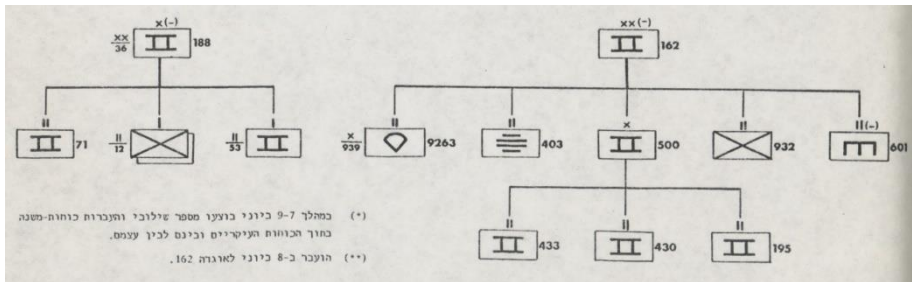 x(-)
xx
36
188
II
71
I
II
12
I
II
53
xx(-)
162
II
x
939
9263
II
403
x
500
II
932
II(-)
601
II
433
II
430
II
195
(*) במהלך 9-7 ביוני בוצעו מספר שילובי והעברות כוחות-משנה
בתוך הכוחות העיקריים ובינם לבין עצמם.
(**) הועבר ב-8 ביוני לאוגדה 162.